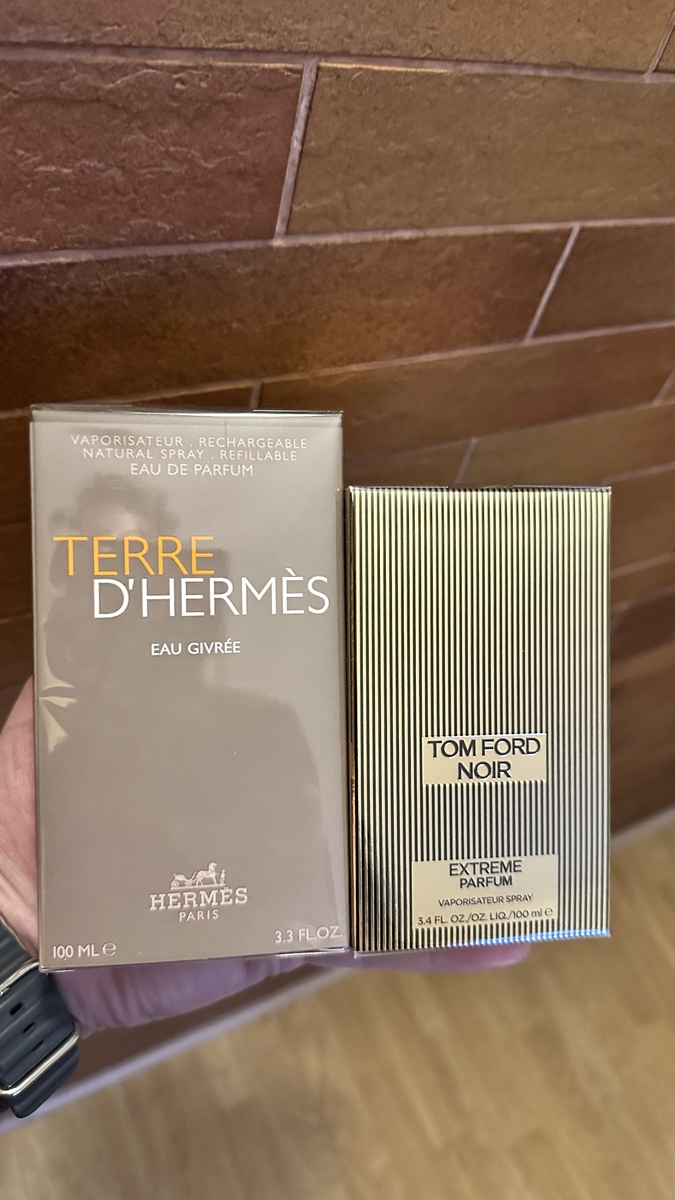 VAPORISATEUR . RECHARGEABLE
NATURAL SPRAY . REFILLABLE
EAU DE PARFUM
TERRE
D'HERMÈS
EAU GIVRÉE
HERMÈS
PARIS
100 ML ℮
3.3 FL.OZ.
TOM FORD
NOIR
EXTREME
PARFUM
VAPORISATEUR SPRAY
3.4 FL. OZ./OZ. LIQ./100 ml ℮